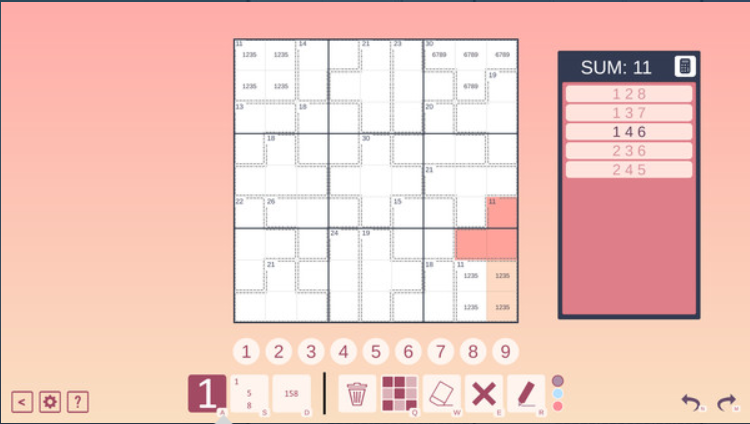 11 14 21 23 30
1235 1235 6789 6789 6789
19
1235 1235 6789
13 18 20
18 30
21
22 26 15 11
24 19
21 18 11
1235 1235
1235 1235
SUM: 11
1 2 8
1 3 7
1 4 6
2 3 6
2 4 5
1 2 3 4 5 6 7 8 9
< ?
1 A
1 5 8 S
158 D
Q W E R